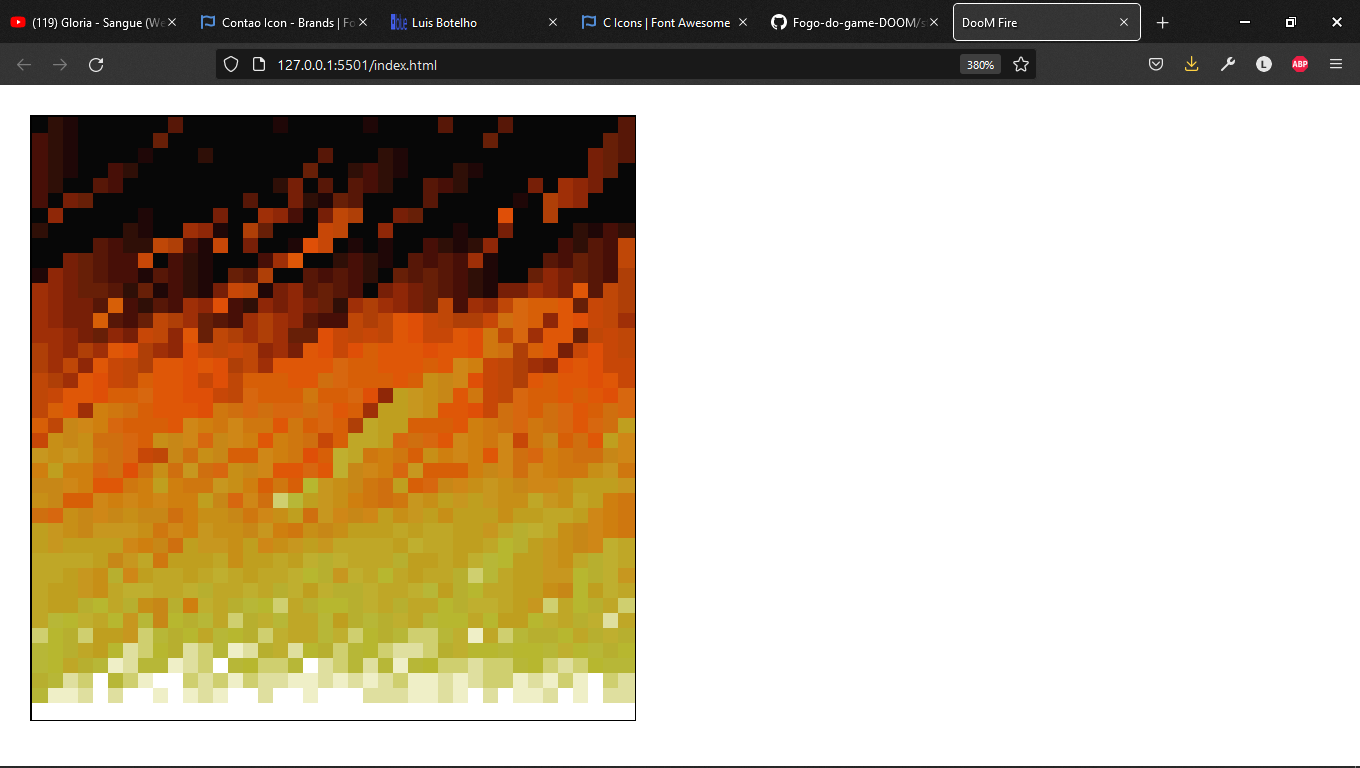 (119) Gloria - Sangue (We
Contao Icon - Brands | Fo
Luis Botelho
C Icons | Font Awesome
Fogo-do-game-DOOM/s
DooM Fire
127.0.0.1:5501/index.html
380%
L
ABP